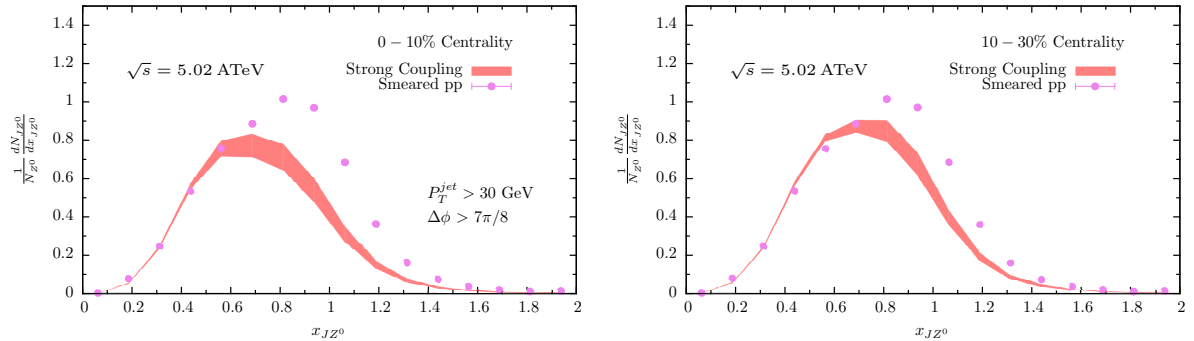 0 – 10% Centrality
√s = 5.02 ATeV
Strong Coupling
Smeared pp
P_T^{jet} > 30 GeV
Δϕ > 7π/8
1/N_{Z^0} dN_{JZ^0}/dx_{JZ^0}
1.4
1.2
1
0.8
0.6
0.4
0.2
0
0 0.2 0.4 0.6 0.8 1 1.2 1.4 1.6 1.8 2
x_{JZ^0}
10 – 30% Centrality
√s = 5.02 ATeV
Strong Coupling
Smeared pp
1/N_{Z^0} dN_{JZ^0}/dx_{JZ^0}
1.4
1.2
1
0.8
0.6
0.4
0.2
0
0 0.2 0.4 0.6 0.8 1 1.2 1.4 1.6 1.8 2
x_{JZ^0}